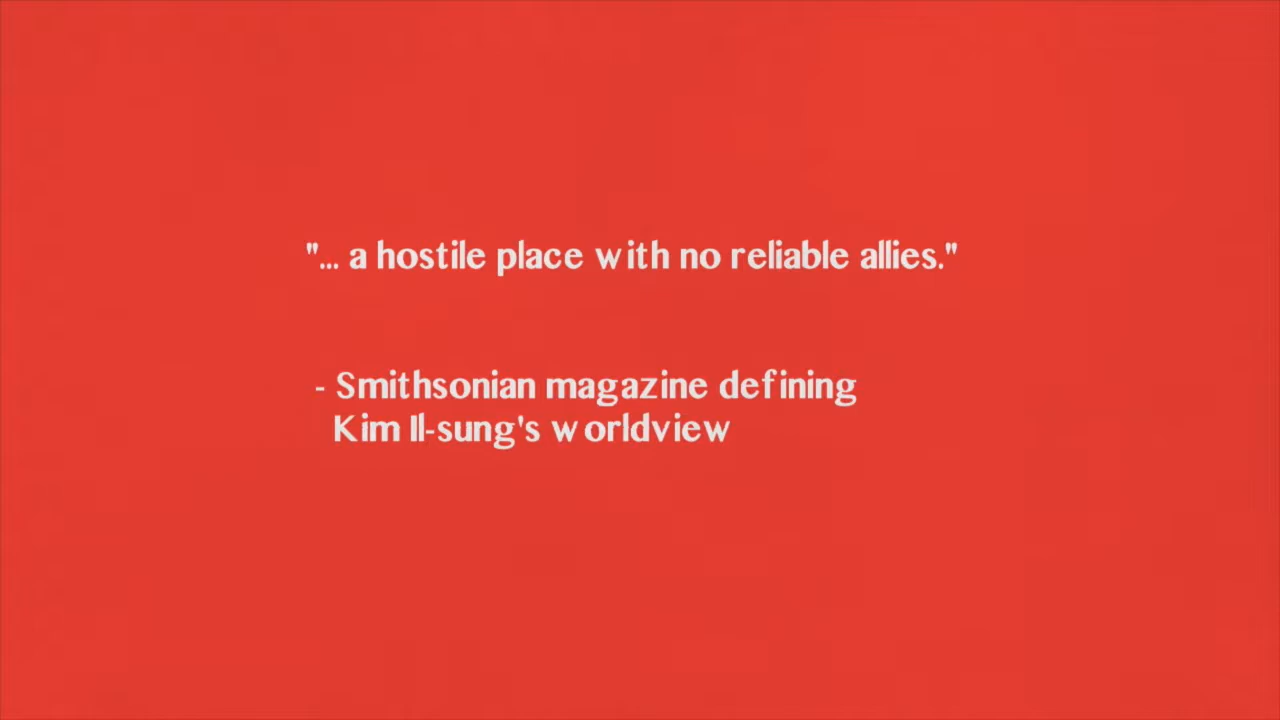 "... a hostile place with no reliable allies."
- Smithsonian magazine defining
Kim Il-sung's worldview